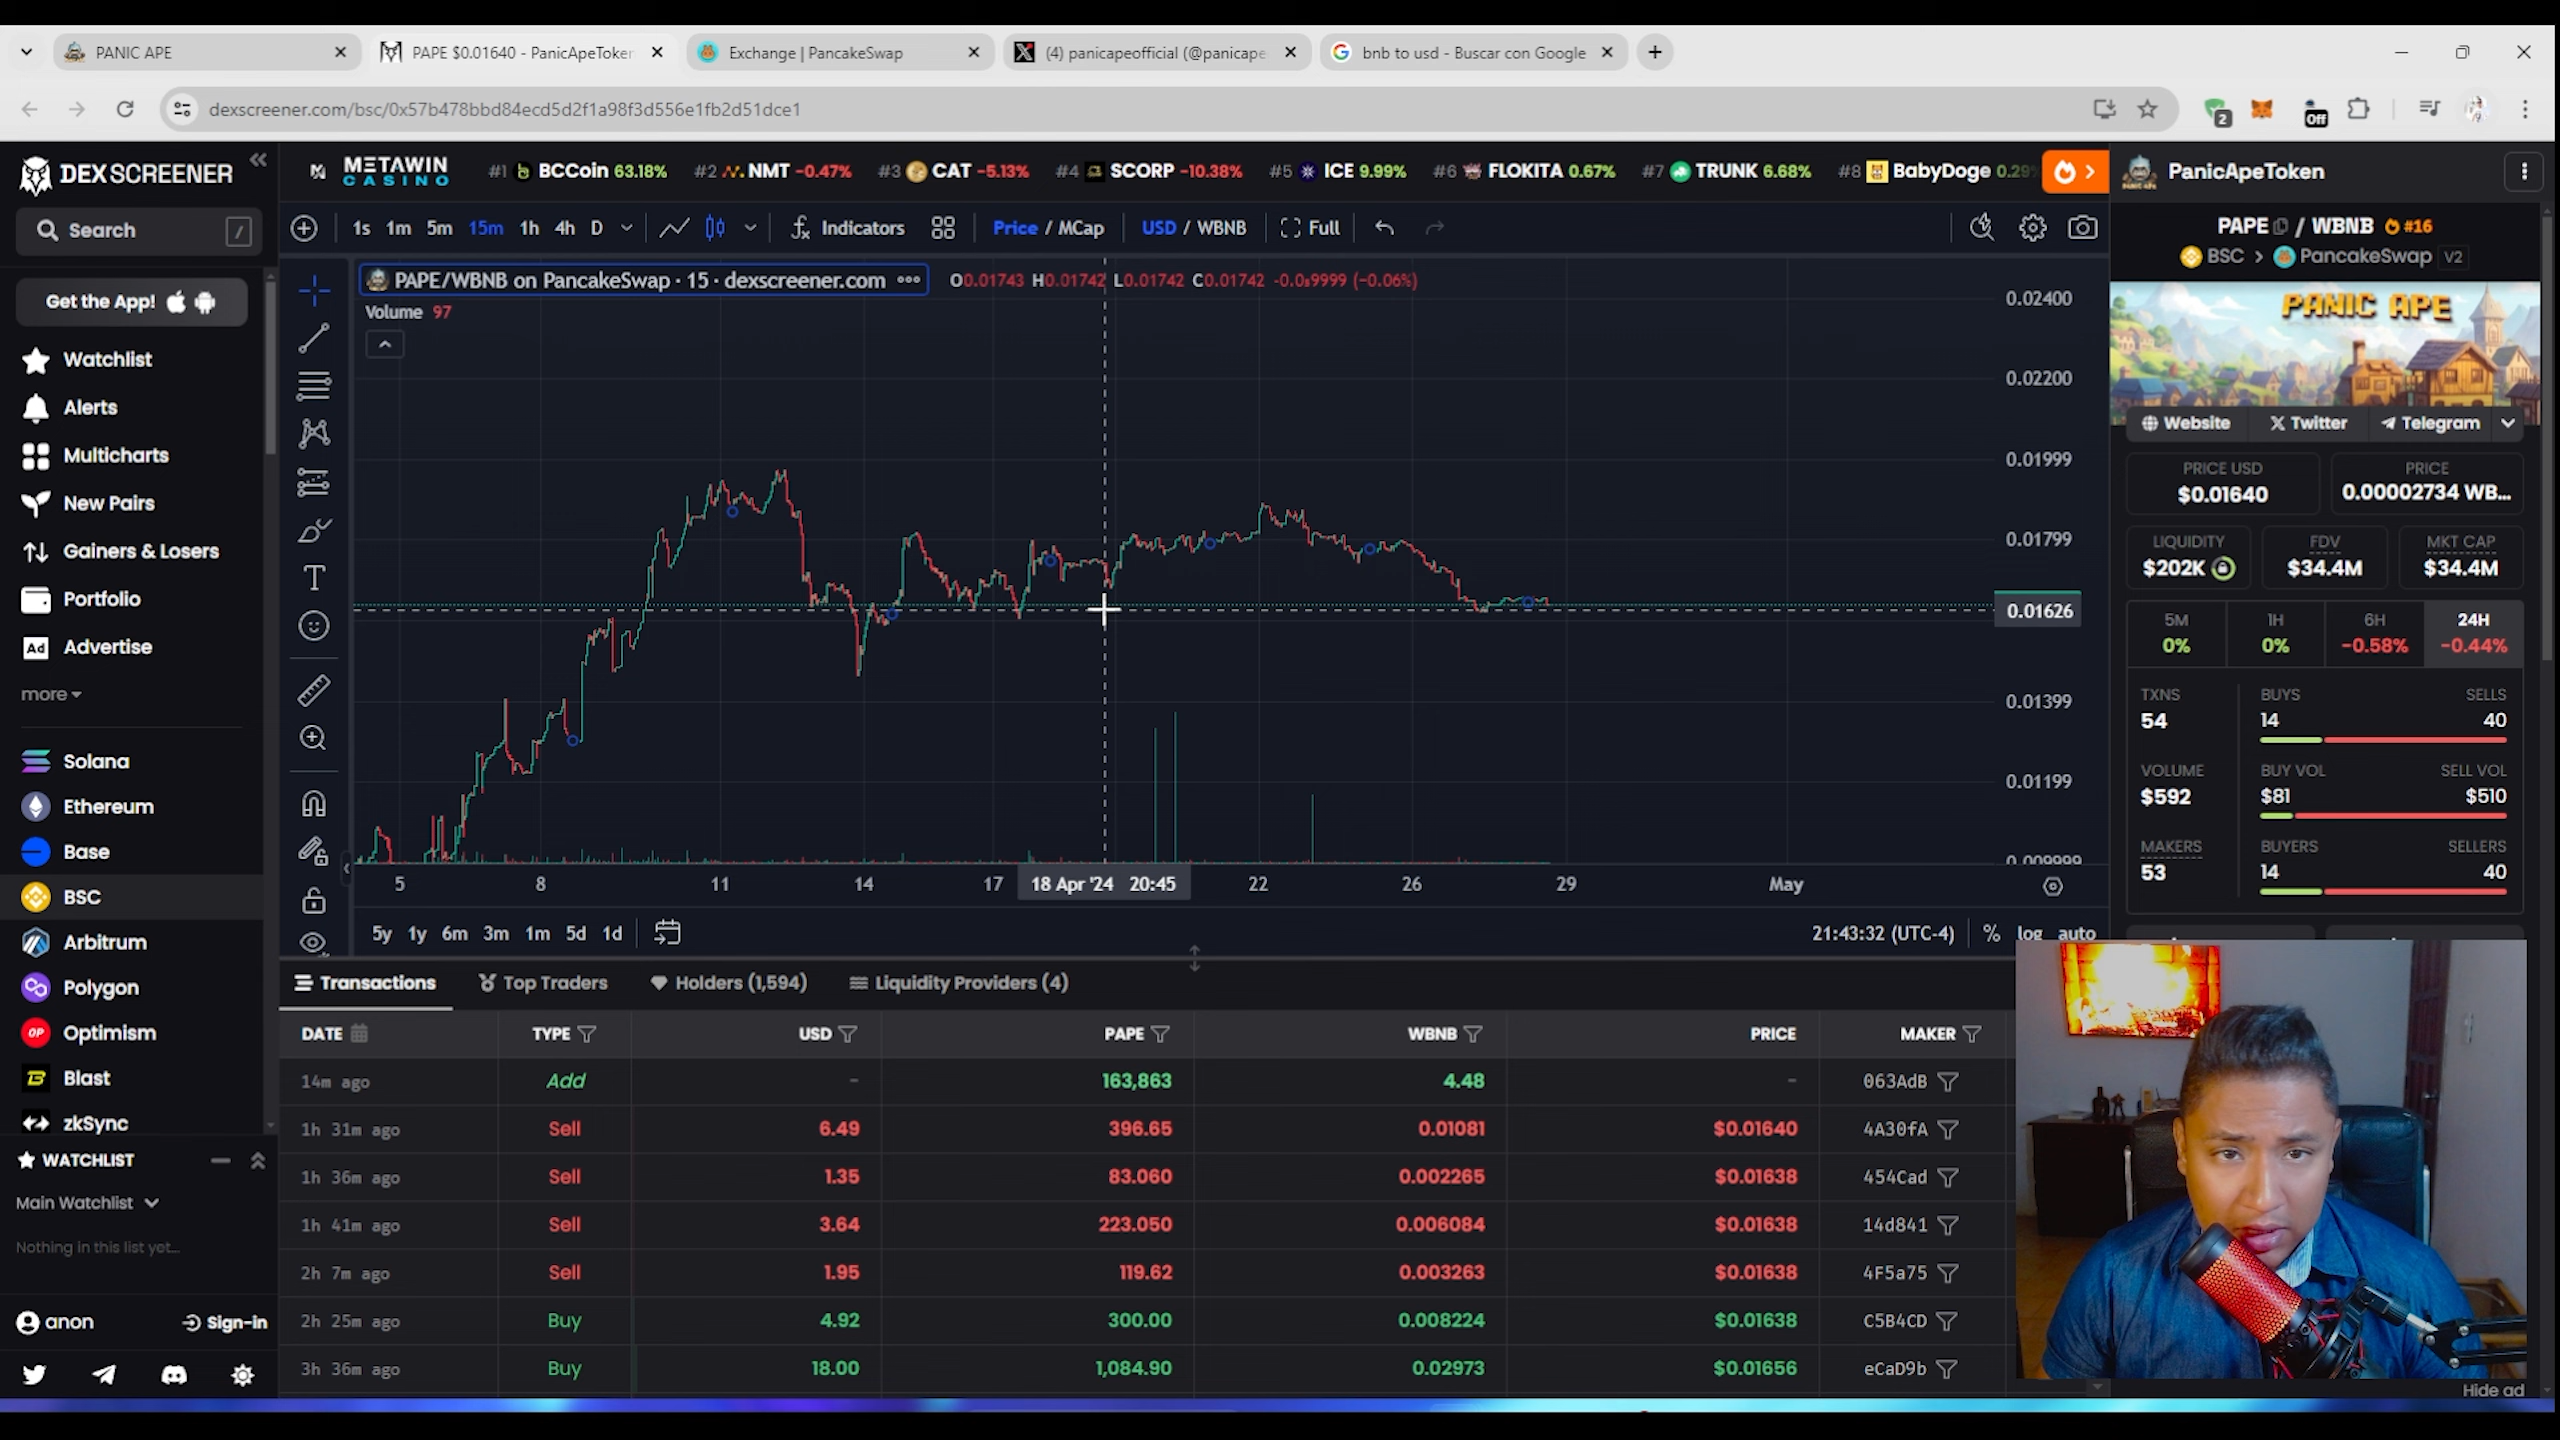 PANIC APE
PAPE $0.01640 - PanicApeToken
Exchange | PancakeSwap
(4) panicapeofficial (@panicape
bnb to usd - Buscar con Google
dexscreener.com/bsc/0x57b478bbd84ecd5d2f1a98f3d556e1fb2d51dce1
2
Off
DEX SCREENER
METAWIN CASINO
#1 BCCoin 63.18% #2 NMT -0.47% #3 CAT -5.13% #4 SCORP -10.38% #5 ICE 9.99% #6 FLOKITA 0.67% #7 TRUNK 6.68% #8 BabyDoge 0.29
PanicApeToken
Search /
1s 1m 5m 15m 1h 4h D Indicators Price / MCap USD / WBNB Full
PAPE / WBNB #16
BSC > PancakeSwap V2
Get the App!
Watchlist
Alerts
Multicharts
New Pairs
Gainers & Losers
Portfolio
Ad Advertise
more
Solana
Ethereum
Base
BSC
Arbitrum
Polygon
OP Optimism
Blast
zkSync
WATCHLIST
Main Watchlist
Nothing in this list yet...
anon Sign-in
PAPE/WBNB on PancakeSwap · 15 · dexscreener.com O0.01743 H0.01742 L0.01742 C0.01742 -0.0₅9999 (-0.06%)
Volume 97
0.02400
0.02200
0.01999
0.01799
0.01626
0.01399
0.01199
0.009999
5 8 11 14 17 18 Apr '24 20:45 22 26 29 May
5y 1y 6m 3m 1m 5d 1d 21:43:32 (UTC-4) % log auto
PANIC APE
Website Twitter Telegram
PRICE USD PRICE
$0.01640 0.00002734 WB...
LIQUIDITY FDV MKT CAP
$202K $34.4M $34.4M
5M 1H 6H 24H
0% 0% -0.58% -0.44%
TXNS BUYS SELLS
54 14 40
VOLUME BUY VOL SELL VOL
$592 $81 $510
MAKERS BUYERS SELLERS
53 14 40
Transactions Top Traders Holders (1,594) Liquidity Providers (4)
DATE TYPE USD PAPE WBNB PRICE MAKER
14m ago Add - 163,863 4.48 - 063AdB
1h 31m ago Sell 6.49 396.65 0.01081 $0.01640 4A30fA
1h 36m ago Sell 1.35 83.060 0.002265 $0.01638 454Cad
1h 41m ago Sell 3.64 223.050 0.006084 $0.01638 14d841
2h 7m ago Sell 1.95 119.62 0.003263 $0.01638 4F5a75
2h 25m ago Buy 4.92 300.00 0.008224 $0.01638 C5B4CD
3h 36m ago Buy 18.00 1,084.90 0.02973 $0.01656 eCaD9b
Hide ad